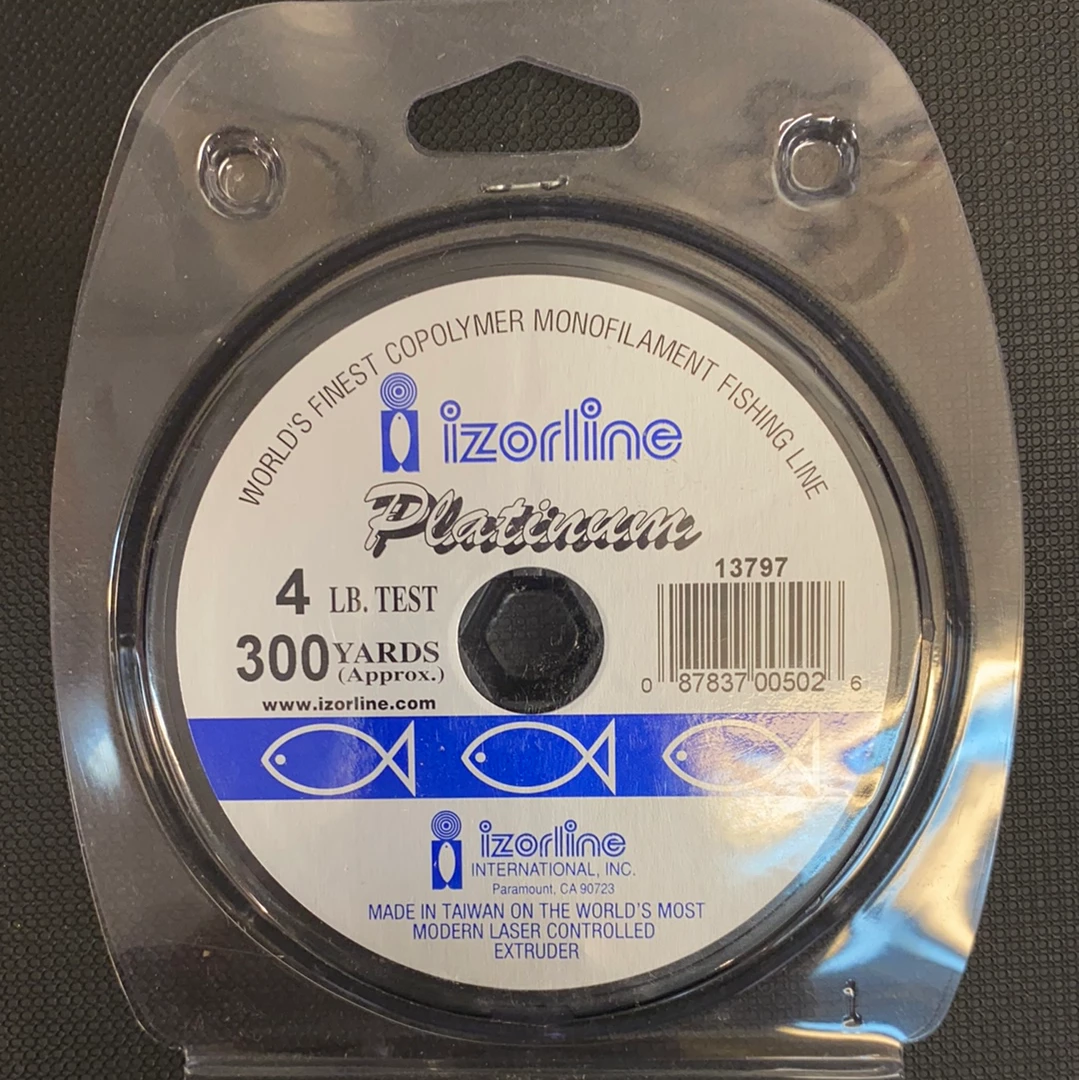 WORLD'S FINEST COPOLYMER MONOFILAMENT FISHING LINE
izorline
Platinum
4 LB. TEST
300 YARDS
(Approx.)
www.izorline.com
13797
0 87837 00502 6
izorline
INTERNATIONAL, INC.
Paramount, CA 90723
MADE IN TAIWAN ON THE WORLD'S MOST
MODERN LASER CONTROLLED
EXTRUDER
1